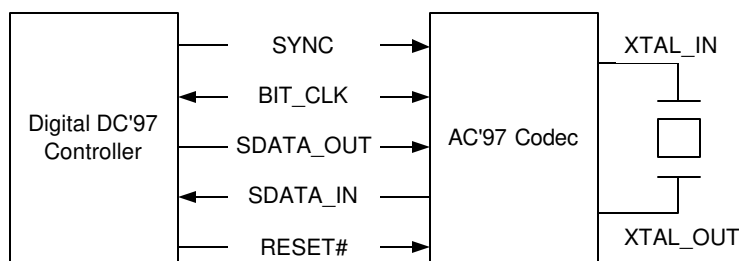 SYNC
XTAL_IN
BIT_CLK
Digital DC'97
Controller
AC'97 Codec
SDATA_OUT
SDATA_IN
XTAL_OUT
RESET#